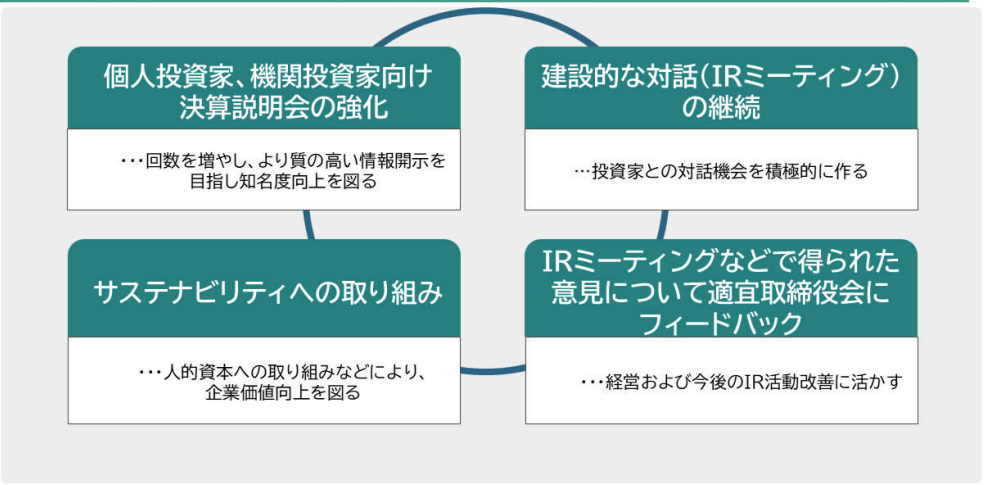 個人投資家、機関投資家向け
決算説明会の強化
・・・回数を増やし、より質の高い情報開示を
目指し知名度向上を図る
建設的な対話(IRミーティング)
の継続
…投資家との対話機会を積極的に作る
サステナビリティへの取り組み
・・・人的資本への取り組みなどにより、
企業価値向上を図る
IRミーティングなどで得られた
意見について適宜取締役会に
フィードバック
・・・経営および今後のIR活動改善に活かす